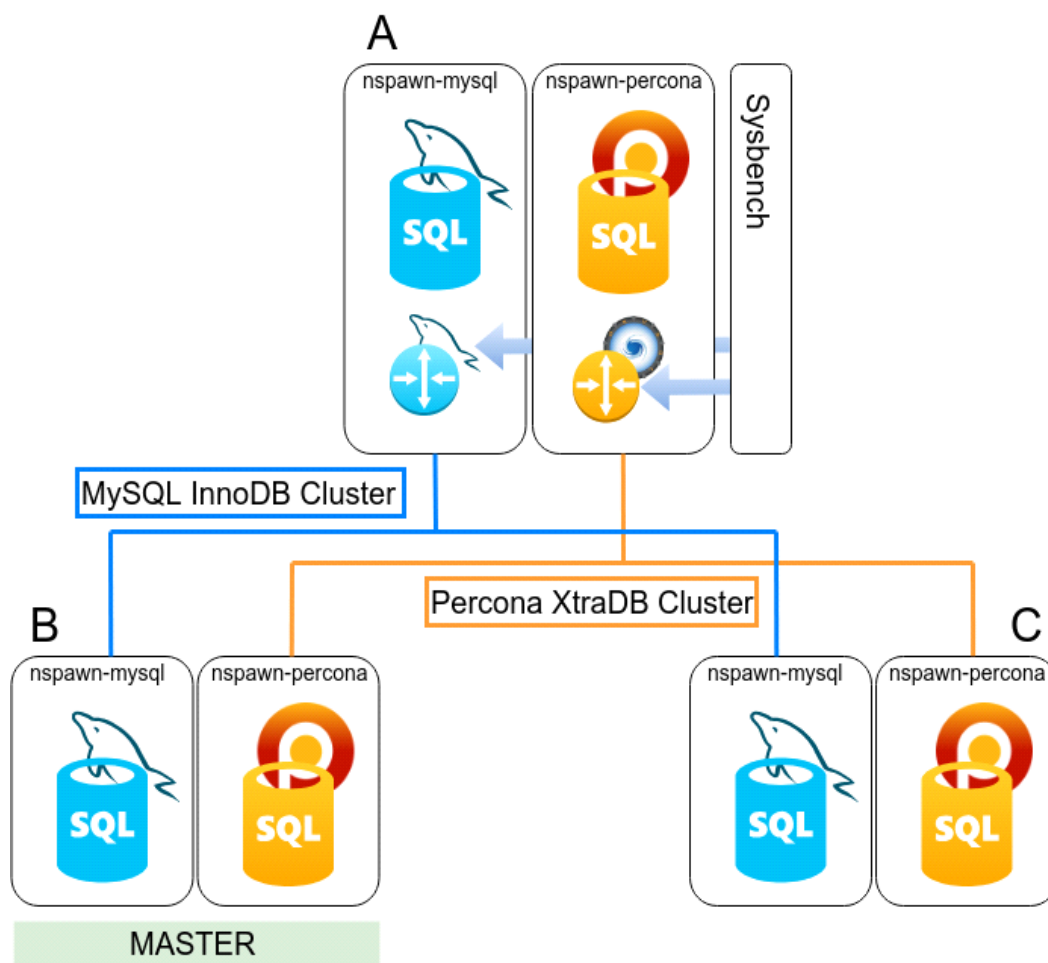 A
nspawn-mysql
nspawn-percona
Sysbench
SQL
SQL
MySQL InnoDB Cluster
Percona XtraDB Cluster
B
C
nspawn-mysql
nspawn-percona
nspawn-mysql
nspawn-percona
SQL
SQL
SQL
SQL
MASTER